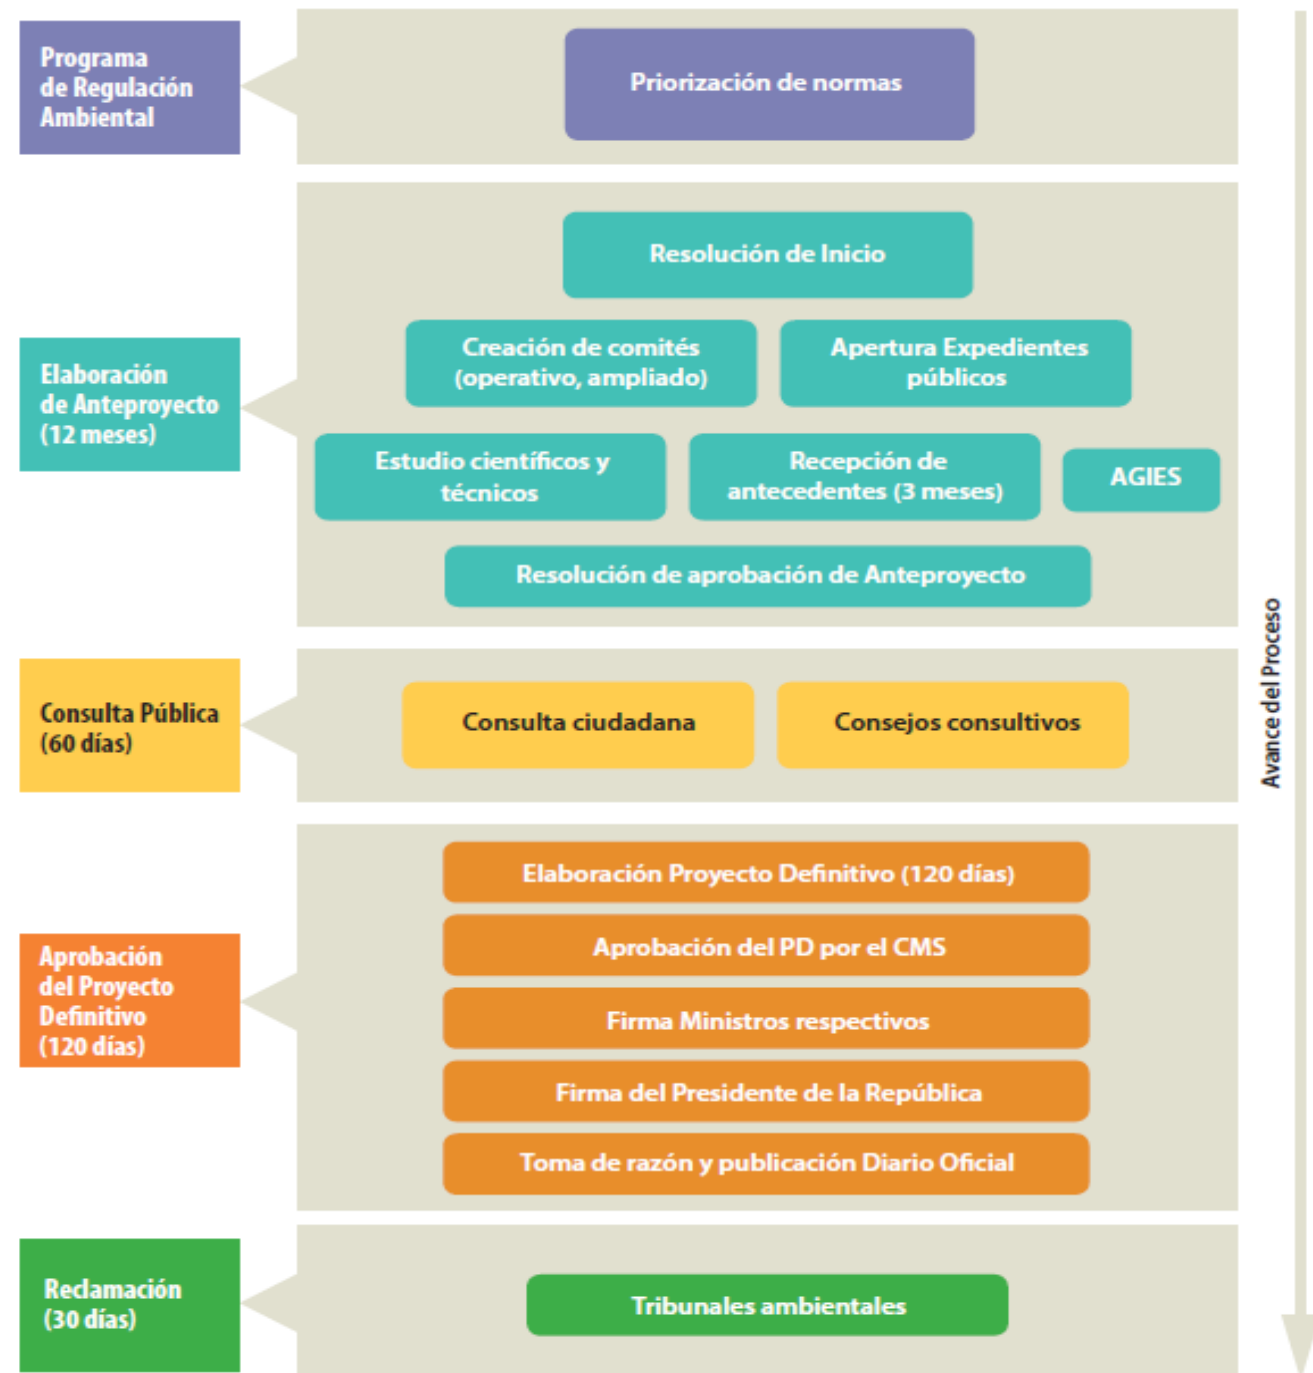 Programa
de Regulación
Ambiental
Priorización de normas
Elaboración
de Anteproyecto
(12 meses)
Resolución de Inicio
Creación de comités
(operativo, ampliado)
Apertura Expedientes
públicos
Estudio científicos y
técnicos
Recepción de
antecedentes (3 meses)
AGIES
Resolución de aprobación de Anteproyecto
Consulta Pública
(60 días)
Consulta ciudadana
Consejos consultivos
Aprobación
del Proyecto
Definitivo
(120 días)
Elaboración Proyecto Definitivo (120 días)
Aprobación del PD por el CMS
Firma Ministros respectivos
Firma del Presidente de la República
Toma de razón y publicación Diario Oficial
Reclamación
(30 días)
Tribunales ambientales
Avance del Proceso